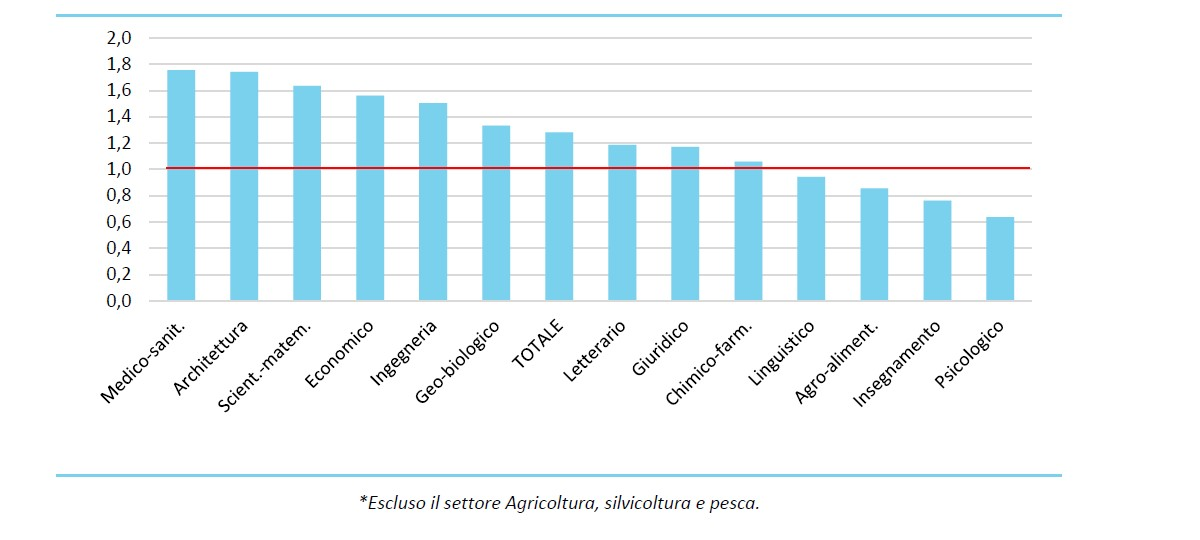 2,0
1,8
1,6
1,4
1,2
1,0
0,8
0,6
0,4
0,2
0,0
Medico-sanit.
Architettura
Scient.-matem.
Economico
Ingegneria
Geo-biologico
TOTALE
Letterario
Giuridico
Chimico-farm.
Linguistico
Agro-aliment.
Insegnamento
Psicologico
*Escluso il settore Agricoltura, silvicoltura e pesca.